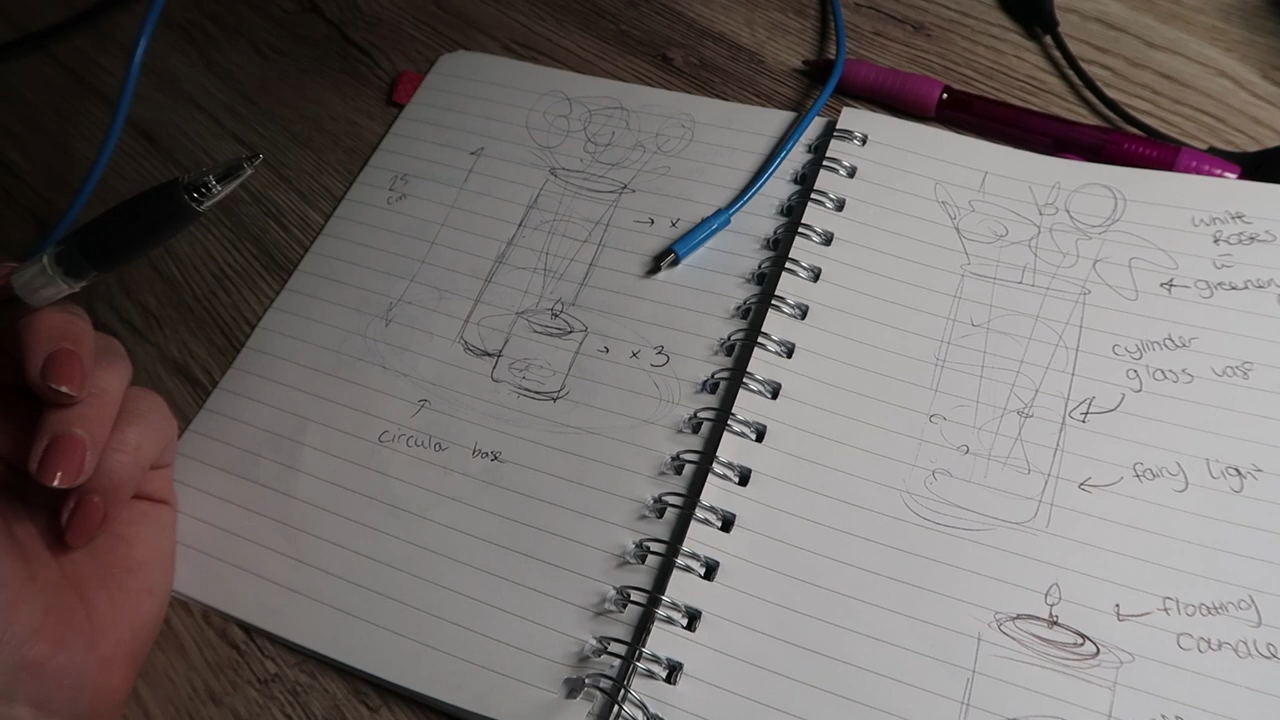 25
cm
→ x
→ x 3
circular base
white
roses
w
greenery
cylinder
glass vase
fairy light
floating
candle